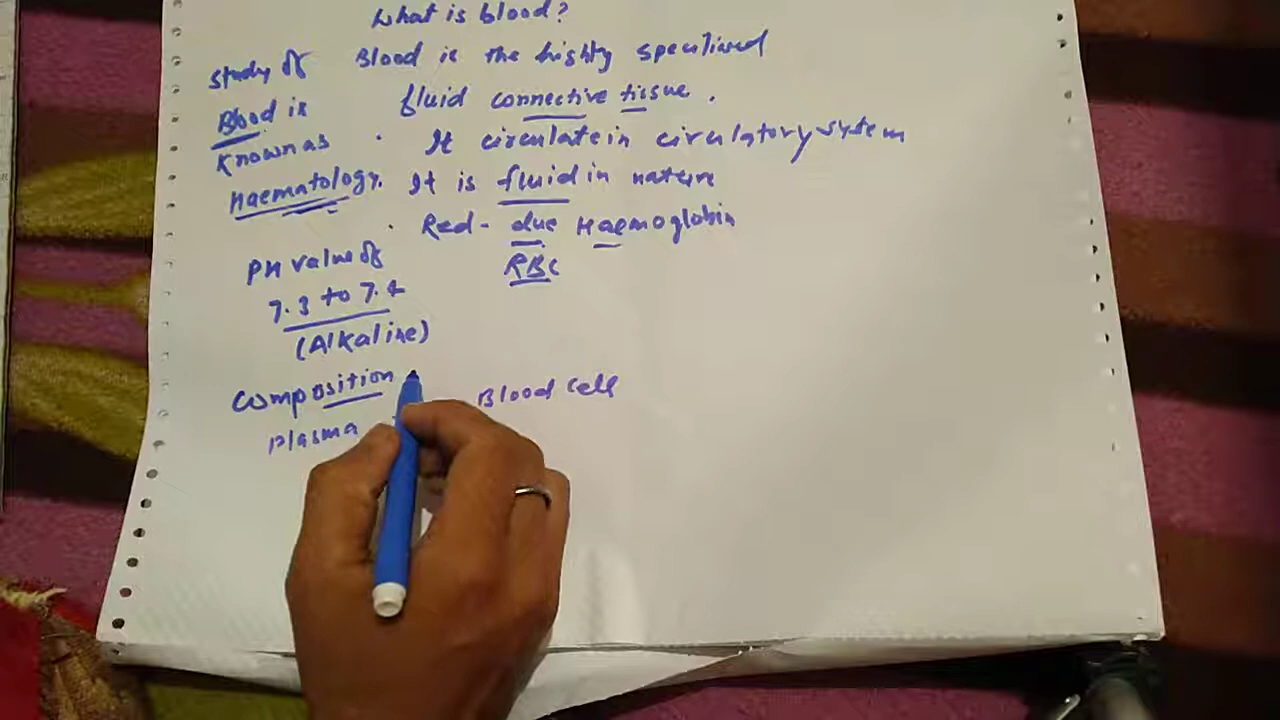 What is blood?
Study of
Blood is
Known as
Haematology.
Blood is the highly specilised
fluid connective tissue.
· It circulate in circulatory system
It is fluid in nature
· Red - due Haemoglobin
RBC
PH value of
7.3 to 7.4
(Alkaline)
Composition
Plasma
Blood cells